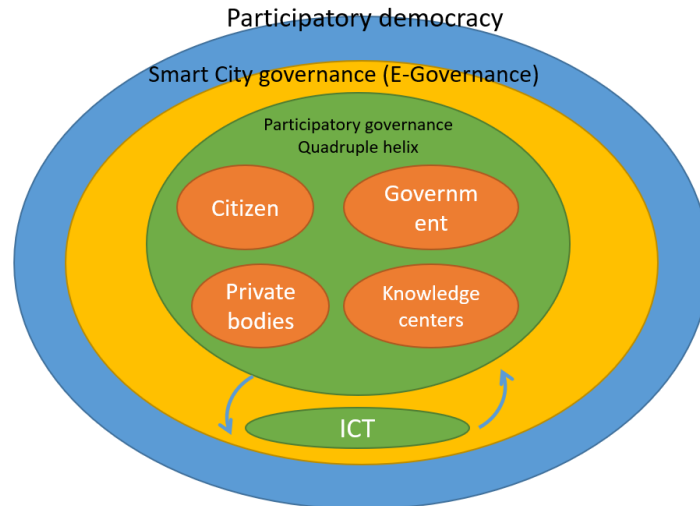 Participatory democracy
Smart City governance (E-Governance)
Participatory governance
Quadruple helix
Citizen
Governm
ent
Private
bodies
Knowledge
centers
ICT